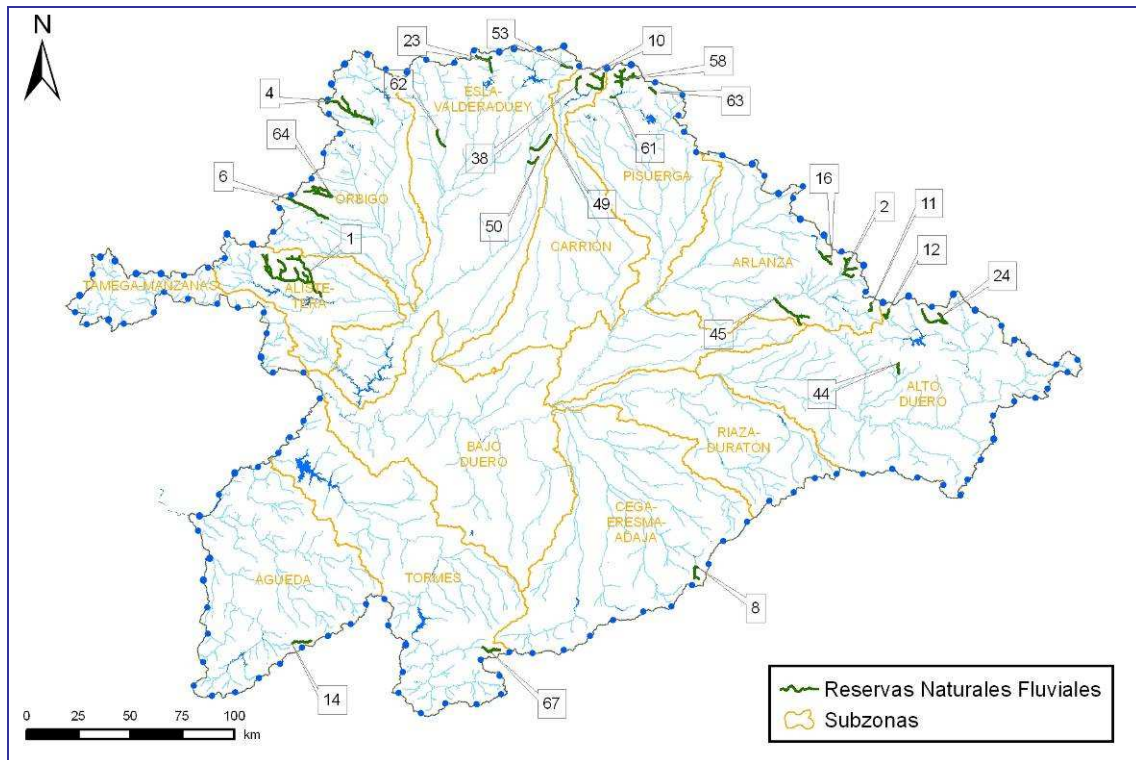 N
53
10
23
58
62
ESLA-
VALDERADUEY
4
63
64
38
61
PISUERGA
6
ORBIGO
16
2
11
50
49
1
CARRION
ARLANZA
12
TAMEGA-MANZANAS
ALISTE-
TERA
24
45
44
ALTO
DUERO
BAJO
DUERO
RIAZA-
DURATON
CEGA-
ERESMA-
ADAJA
AGUEDA
TORMES
8
14
67
Reservas Naturales Fluviales
Subzonas
0 25 50 75 100
km